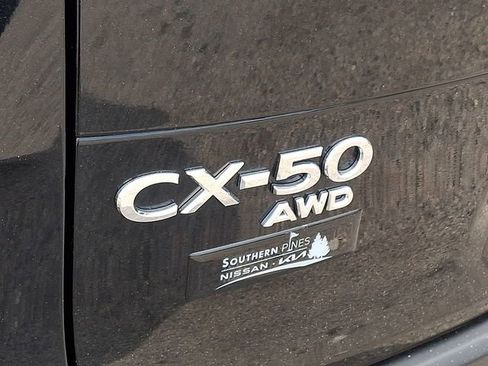 CX-50
AWD
SOUTHERN PINES
NISSAN · KIA